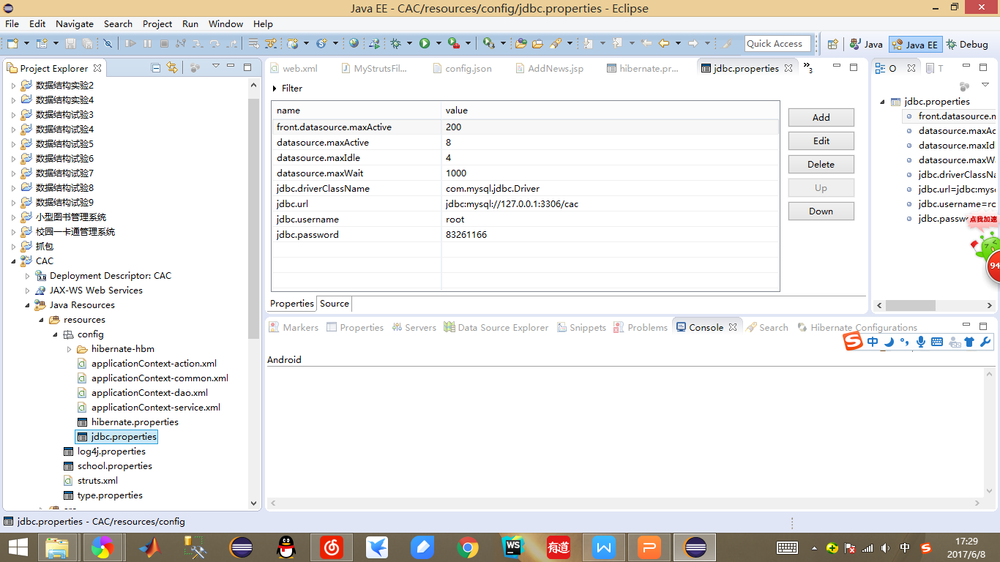 Java EE - CAC/resources/config/jdbc.properties - Eclipse
File Edit Navigate Search Project Run Window Help
Quick Access Java Java EE Debug
Project Explorer
数据结构实验2
数据结构实验4
数据结构试验3
数据结构试验4
数据结构试验5
数据结构试验6
数据结构试验7
数据结构试验8
数据结构试验9
小型图书管理系统
校园一卡通管理系统
抓包
CAC
Deployment Descriptor: CAC
JAX-WS Web Services
Java Resources
resources
config
hibernate-hbm
applicationContext-action.xml
applicationContext-common.xml
applicationContext-dao.xml
applicationContext-service.xml
hibernate.properties
jdbc.properties
log4j.properties
school.properties
struts.xml
type.properties
web.xml MyStrutsFil... config.json AddNews.jsp hibernate.pr... jdbc.properties 3
Filter
name value
front.datasource.maxActive 200
datasource.maxActive 8
datasource.maxIdle 4
datasource.maxWait 1000
jdbc.driverClassName com.mysql.jdbc.Driver
jdbc.url jdbc:mysql://127.0.0.1:3306/cac
jdbc.username root
jdbc.password 83261166
Add
Edit
Delete
Up
Down
Properties Source
O T
jdbc.properties
front.datasource.m
datasource.maxAc
datasource.maxId
datasource.maxW
jdbc.driverClassNa
jdbc.url=jdbc:mys
jdbc.username=ro
jdbc.passw
点我加速
94
Markers Properties Servers Data Source Explorer Snippets Problems Console Search Hibernate Configurations
中
Android
jdbc.properties - CAC/resources/config
WS 有道 W P 中 S
17:29
2017/6/8